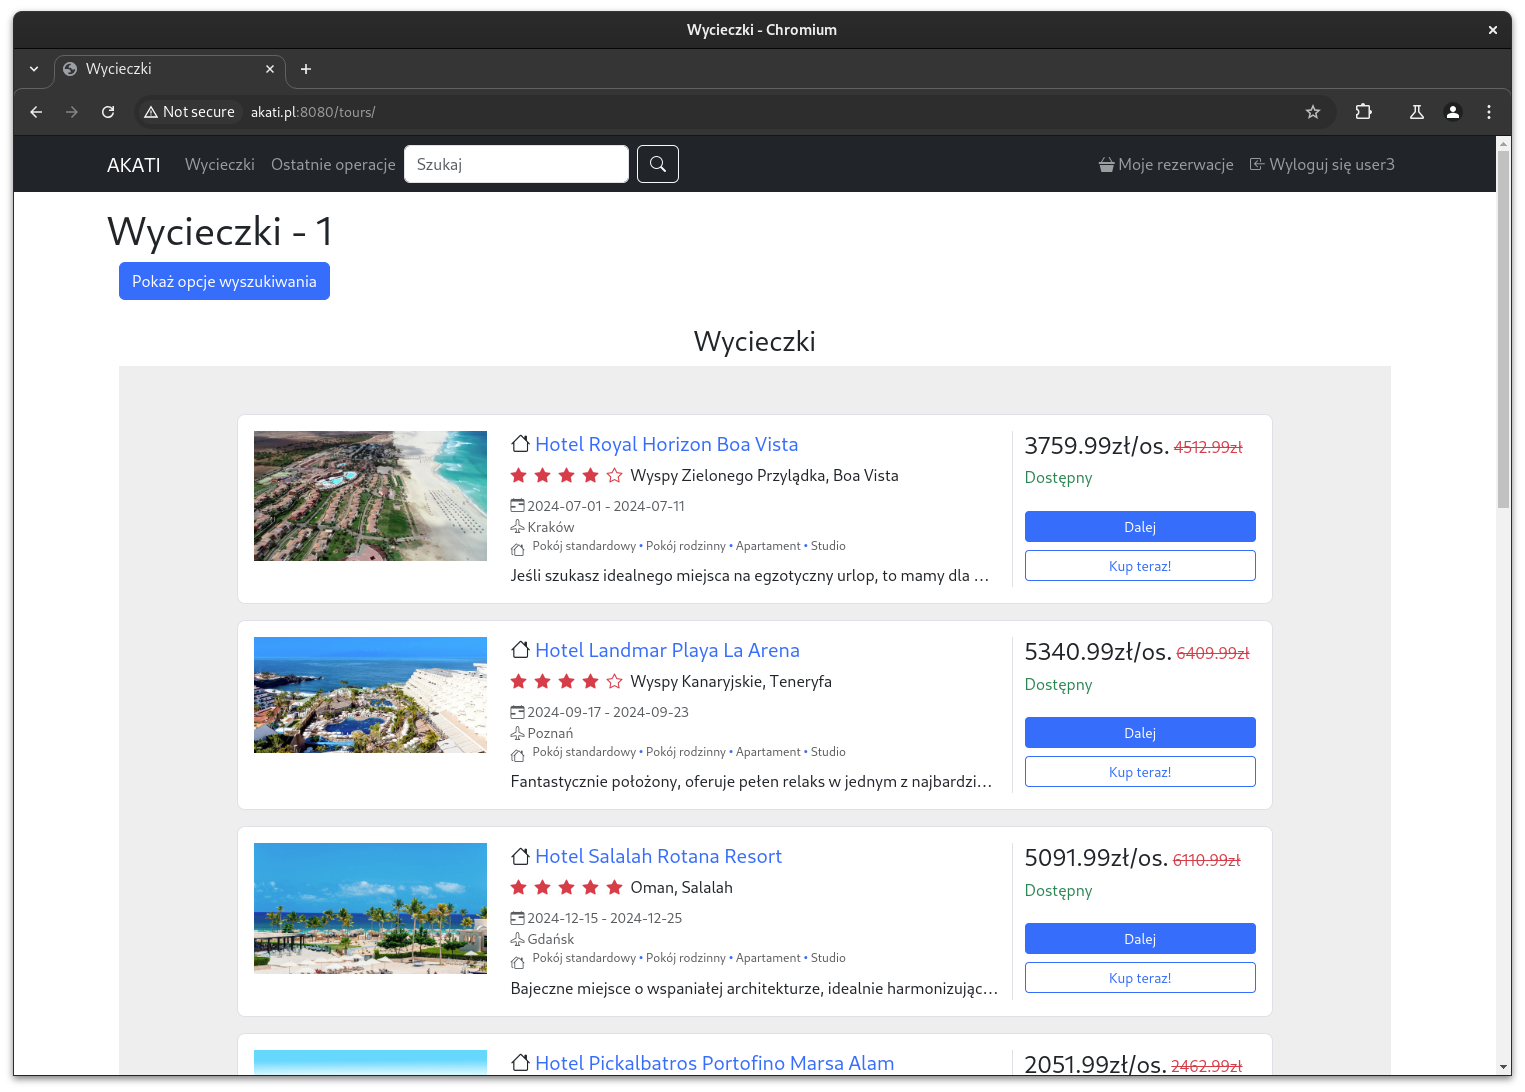 Wycieczki - Chromium
Wycieczki
Not secure akati.pl:8080/tours/
AKATI Wycieczki Ostatnie operacje Szukaj Moje rezerwacje Wyloguj się user3
Wycieczki - 1
Pokaż opcje wyszukiwania
Wycieczki
Hotel Royal Horizon Boa Vista
Wyspy Zielonego Przylądka, Boa Vista
2024-07-01 - 2024-07-11
Kraków
Pokój standardowy • Pokój rodzinny • Apartament • Studio
Jeśli szukasz idealnego miejsca na egzotyczny urlop, to mamy dla ...
3759.99zł/os. 4512.99zł
Dostępny
Dalej
Kup teraz!
Hotel Landmar Playa La Arena
Wyspy Kanaryjskie, Teneryfa
2024-09-17 - 2024-09-23
Poznań
Pokój standardowy • Pokój rodzinny • Apartament • Studio
Fantastycznie położony, oferuje pełen relaks w jednym z najbardzi...
5340.99zł/os. 6409.99zł
Dostępny
Dalej
Kup teraz!
Hotel Salalah Rotana Resort
Oman, Salalah
2024-12-15 - 2024-12-25
Gdańsk
Pokój standardowy • Pokój rodzinny • Apartament • Studio
Bajeczne miejsce o wspaniałej architekturze, idealnie harmonizując...
5091.99zł/os. 6110.99zł
Dostępny
Dalej
Kup teraz!
Hotel Pickalbatros Portofino Marsa Alam
2051.99zł/os. 2462.99zł